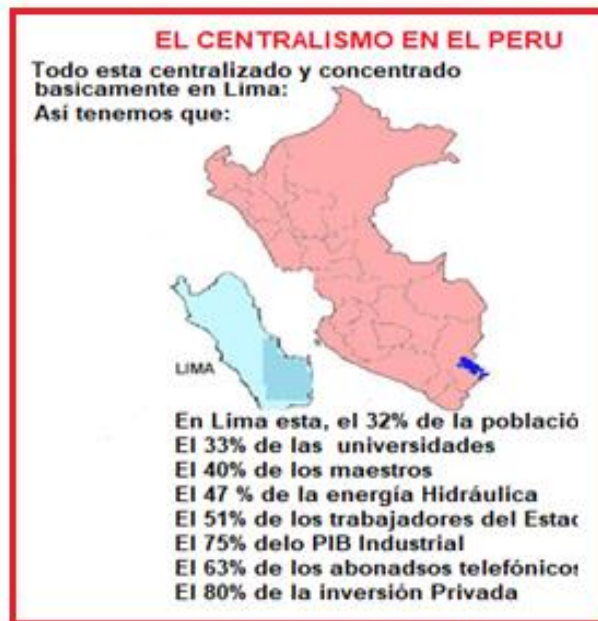 EL CENTRALISMO EN EL PERU
Todo esta centralizado y concentrado
basicamente en Lima:
Así tenemos que:
LIMA
En Lima esta, el 32% de la població
El 33% de las universidades
El 40% de los maestros
El 47 % de la energía Hidráulica
El 51% de los trabajadores del Estad
El 75% delo PIB Industrial
El 63% de los abonadsos telefónicos
El 80% de la inversión Privada